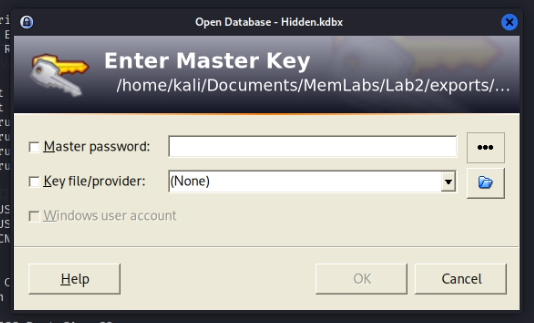 Open Database - Hidden.kdbx
Enter Master Key
/home/kali/Documents/MemLabs/Lab2/exports/...
Master password:
Key file/provider: (None)
Windows user account
Help OK Cancel